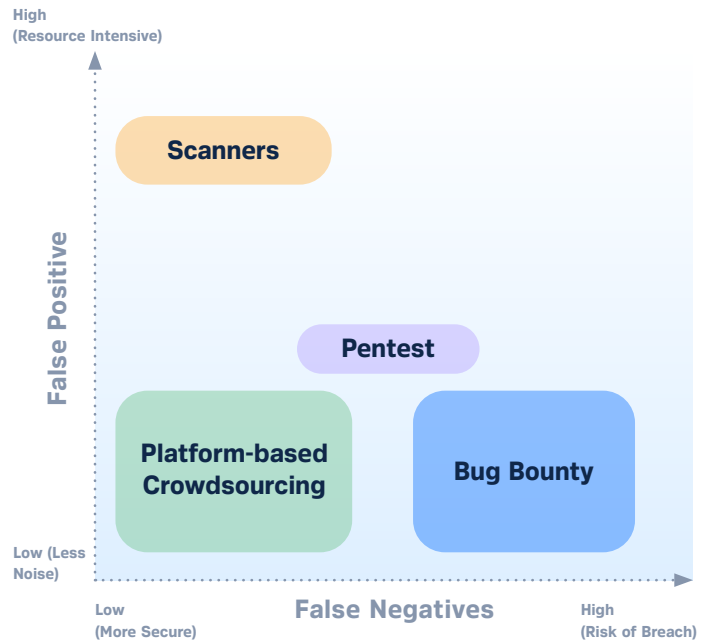 High
(Resource Intensive)
Scanners
False Positive
Pentest
Platform-based
Crowdsourcing
Bug Bounty
Low (Less
Noise)
Low
(More Secure)
False Negatives
High
(Risk of Breach)